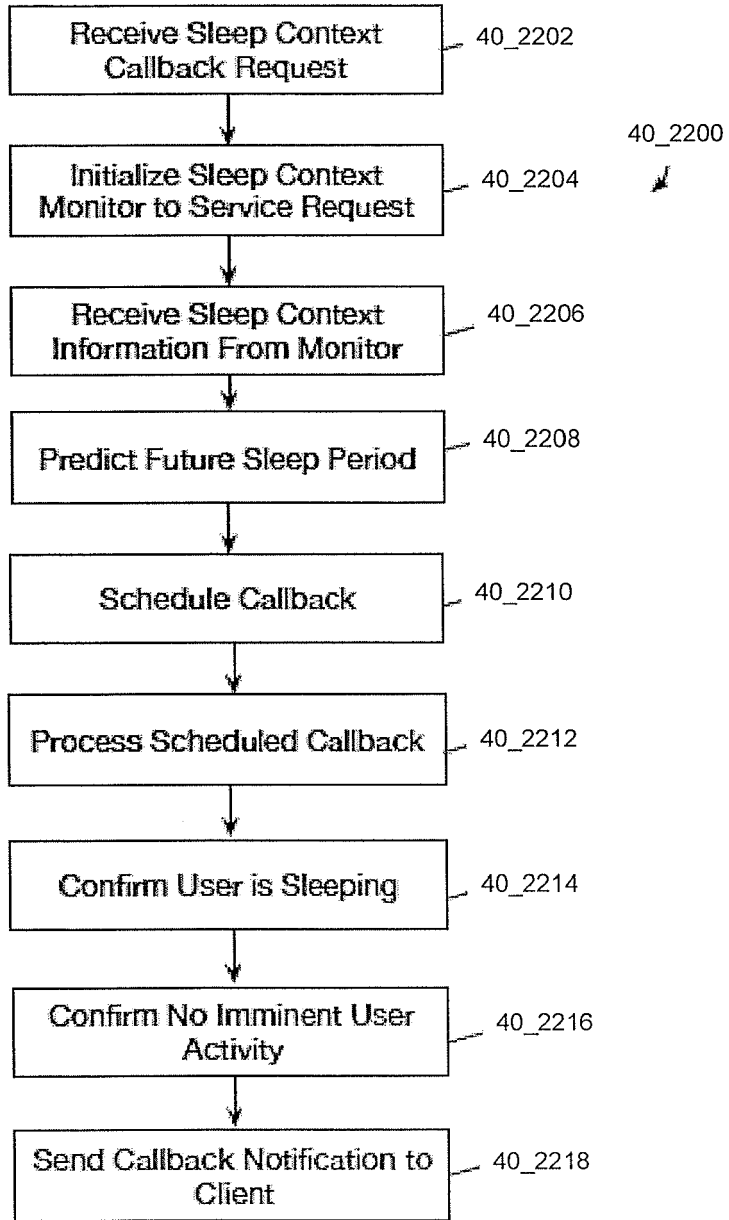 Receive Sleep Context
Callback Request
40_2202
40_2200
Initialize Sleep Context
Monitor to Service Request
40_2204
Receive Sleep Context
Information From Monitor
40_2206
Predict Future Sleep Period
40_2208
Schedule Callback
40_2210
Process Scheduled Callback
40_2212
Confirm User is Sleeping
40_2214
Confirm No Imminent User
Activity
40_2216
Send Callback Notification to
Client
40_2218